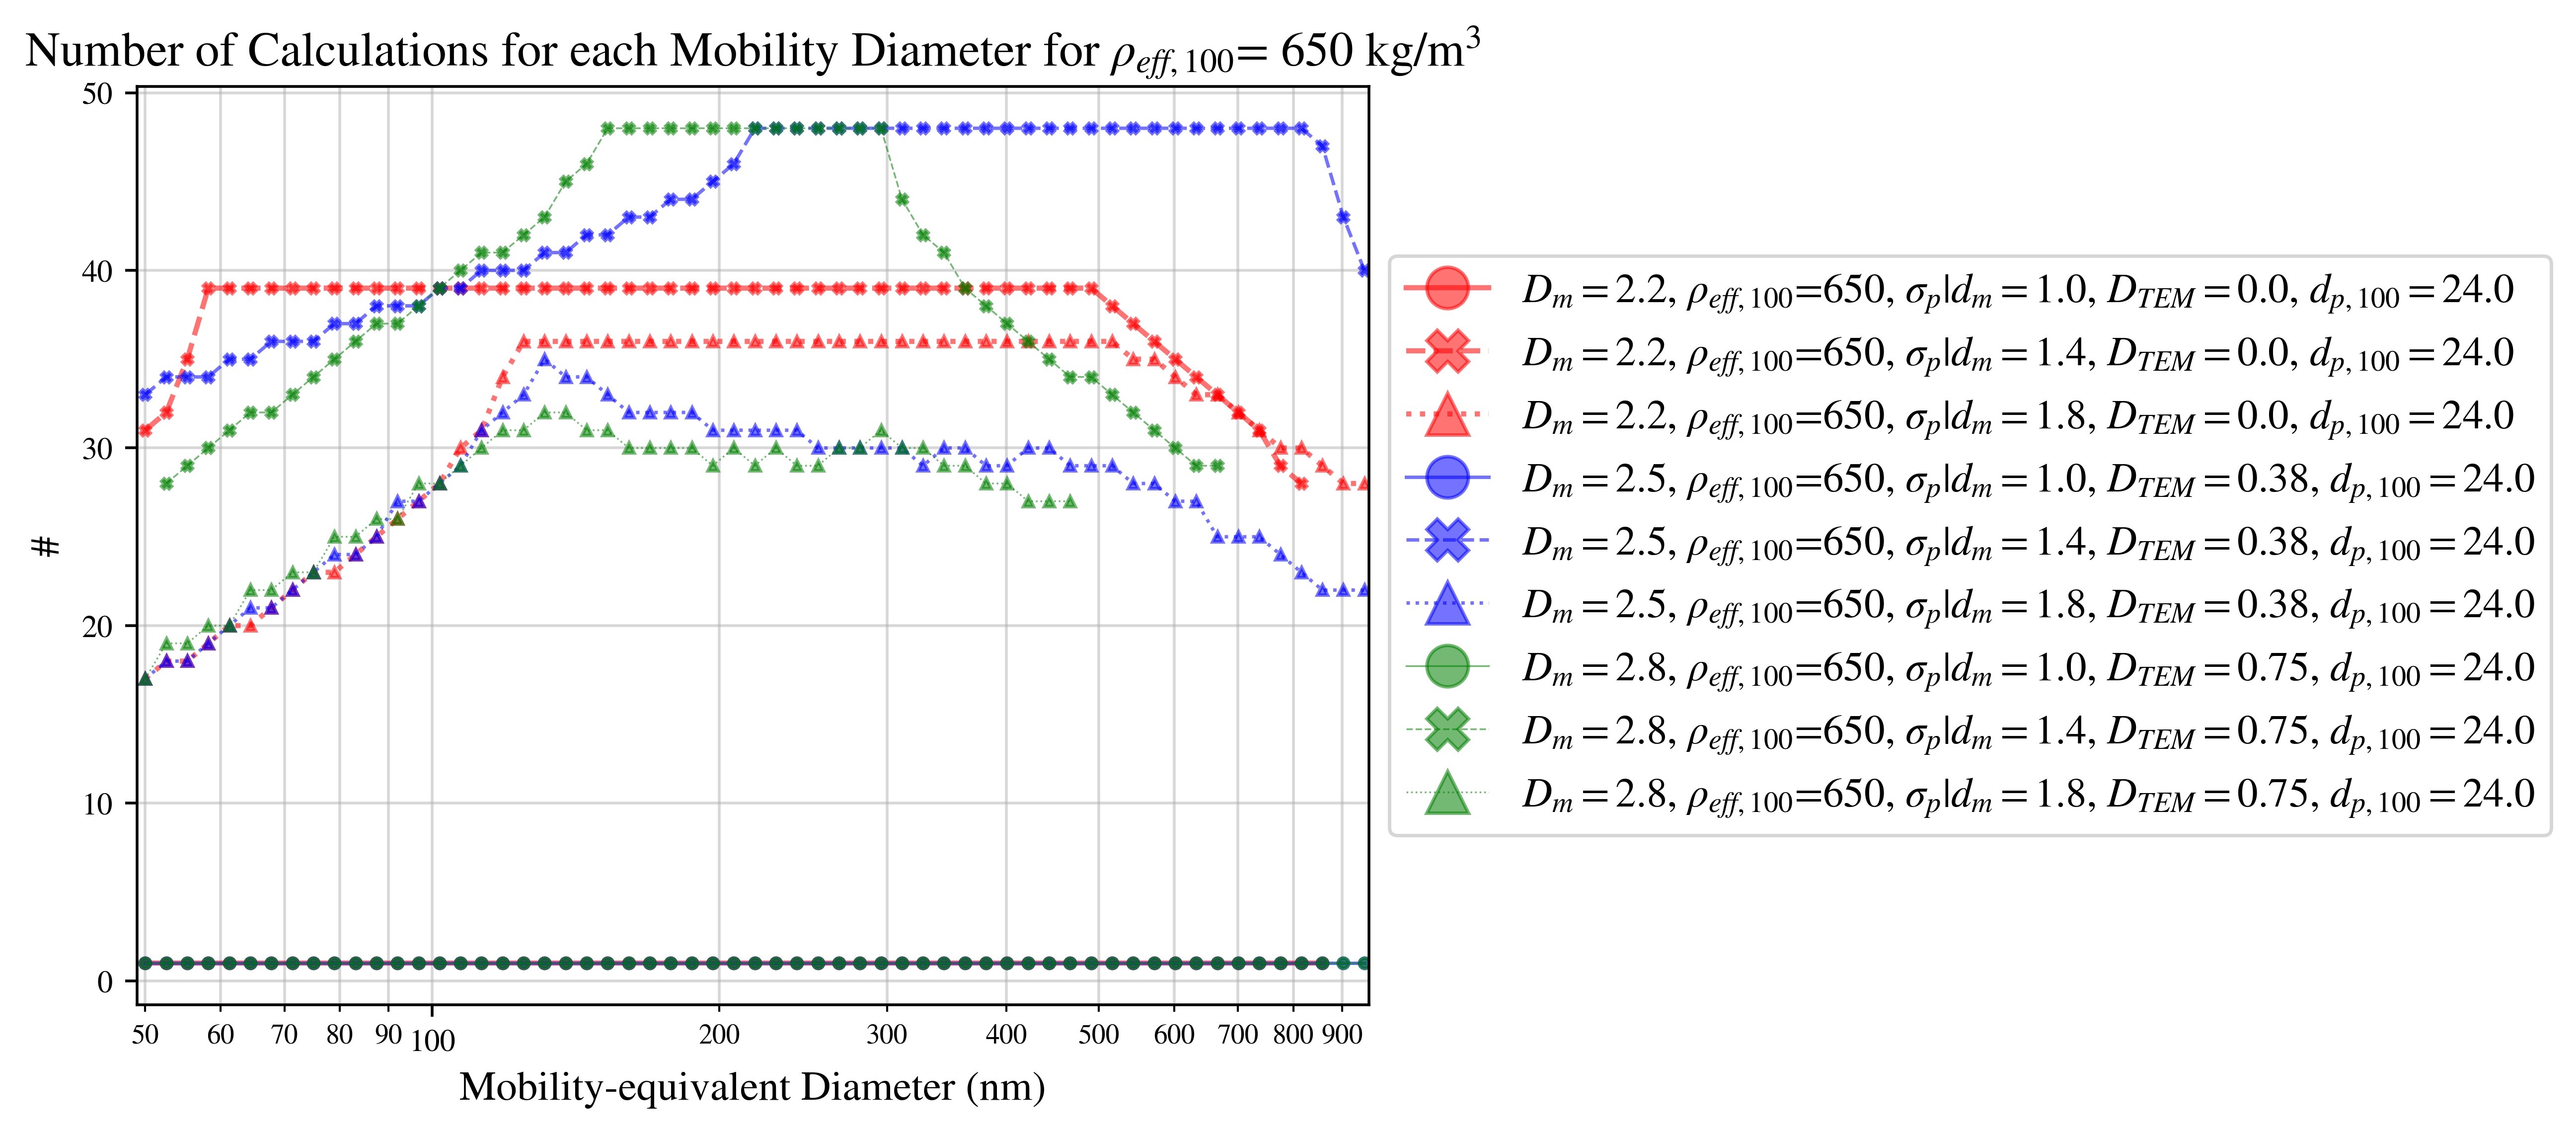 Number of Calculations for each Mobility Diameter for ρeff, 100= 650 kg/m³
50
40
30
20
10
0
#
50 60 70 80 90 100 200 300 400 500 600 700 800 900
Mobility-equivalent Diameter (nm)
Dm = 2.2, ρeff, 100=650, σp|dm = 1.0, DTEM = 0.0, dp, 100 = 24.0
Dm = 2.2, ρeff, 100=650, σp|dm = 1.4, DTEM = 0.0, dp, 100 = 24.0
Dm = 2.2, ρeff, 100=650, σp|dm = 1.8, DTEM = 0.0, dp, 100 = 24.0
Dm = 2.5, ρeff, 100=650, σp|dm = 1.0, DTEM = 0.38, dp, 100 = 24.0
Dm = 2.5, ρeff, 100=650, σp|dm = 1.4, DTEM = 0.38, dp, 100 = 24.0
Dm = 2.5, ρeff, 100=650, σp|dm = 1.8, DTEM = 0.38, dp, 100 = 24.0
Dm = 2.8, ρeff, 100=650, σp|dm = 1.0, DTEM = 0.75, dp, 100 = 24.0
Dm = 2.8, ρeff, 100=650, σp|dm = 1.4, DTEM = 0.75, dp, 100 = 24.0
Dm = 2.8, ρeff, 100=650, σp|dm = 1.8, DTEM = 0.75, dp, 100 = 24.0